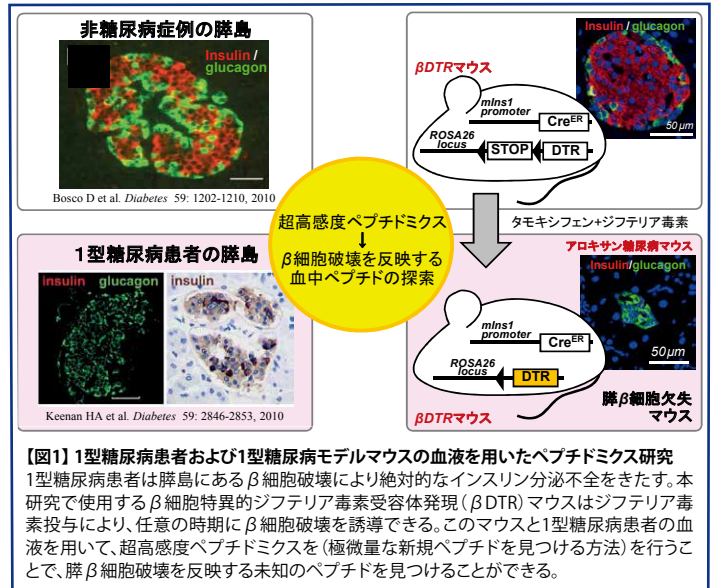 非糖尿病症例の膵島
Insulin /
glucagon
Bosco D et al. Diabetes 59: 1202-1210, 2010
βDTRマウス
Insulin / glucagon
50 μm
mIns1
promoter
CreER
ROSA26
locus
STOP
DTR
超高感度ペプチドミクス
↓
β細胞破壊を反映する
血中ペプチドの探索
タモキシフェン+ジフテリア毒素
1型糖尿病患者の膵島
insulin glucagon
insulin
Keenan HA et al. Diabetes 59: 2846-2853, 2010
アロキサン糖尿病マウス
Insulin/glucagon
50μm
mIns1
promoter
CreER
ROSA26
locus
DTR
βDTRマウス
膵β細胞欠失
マウス
【図1】 1型糖尿病患者および1型糖尿病モデルマウスの血液を用いたペプチドミクス研究
1型糖尿病患者は膵島にあるβ細胞破壊により絶対的なインスリン分泌不全をきたす。本
研究で使用するβ細胞特異的ジフテリア毒素受容体発現(βDTR)マウスはジフテリア毒
素投与により、任意の時期にβ細胞破壊を誘導できる。このマウスと1型糖尿病患者の血
液を用いて、超高感度ペプチドミクスを(極微量な新規ペプチドを見つける方法)を行うこ
とで、膵β細胞破壊を反映する未知のペプチドを見つけることができる。